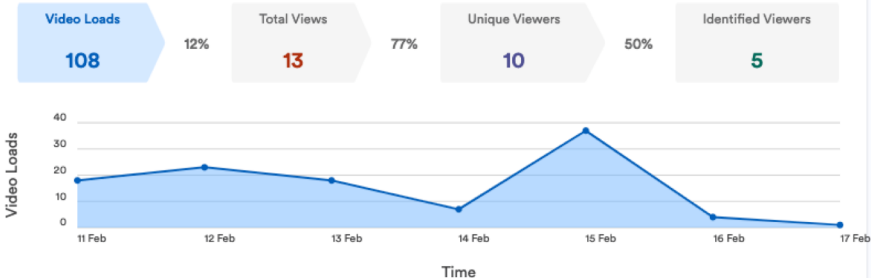 Video Loads
108
12%
Total Views
13
77%
Unique Viewers
10
50%
Identified Viewers
5
Video Loads
40
30
20
10
0
11 Feb
12 Feb
13 Feb
14 Feb
15 Feb
16 Feb
17 Feb
Time